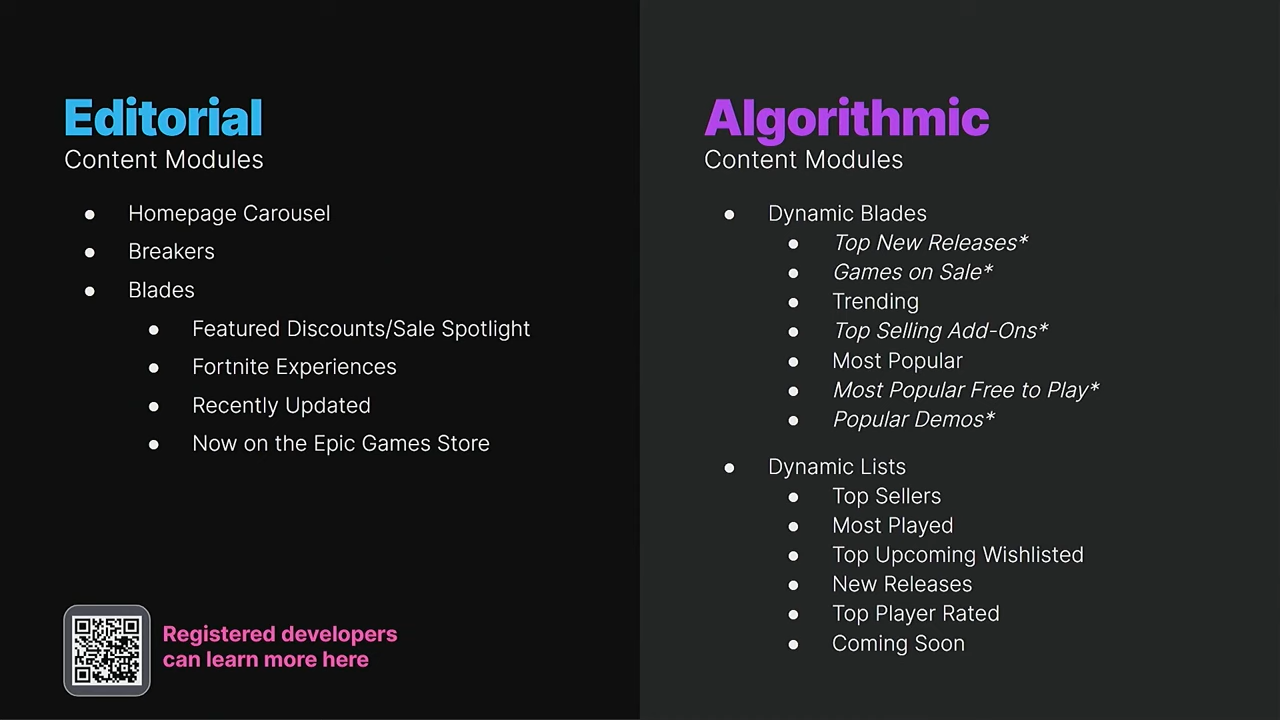 Editorial
Content Modules
● Homepage Carousel
● Breakers
● Blades
● Featured Discounts/Sale Spotlight
● Fortnite Experiences
● Recently Updated
● Now on the Epic Games Store
Registered developers
can learn more here
Algorithmic
Content Modules
● Dynamic Blades
● Top New Releases*
● Games on Sale*
● Trending
● Top Selling Add-Ons*
● Most Popular
● Most Popular Free to Play*
● Popular Demos*
● Dynamic Lists
● Top Sellers
● Most Played
● Top Upcoming Wishlisted
● New Releases
● Top Player Rated
● Coming Soon